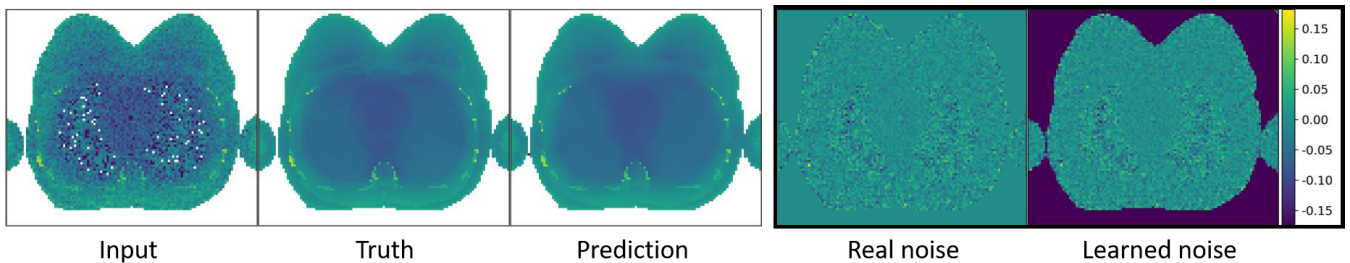 0.15
0.10
0.05
0.00
-0.05
-0.10
-0.15
Input
Truth
Prediction
Real noise
Learned noise